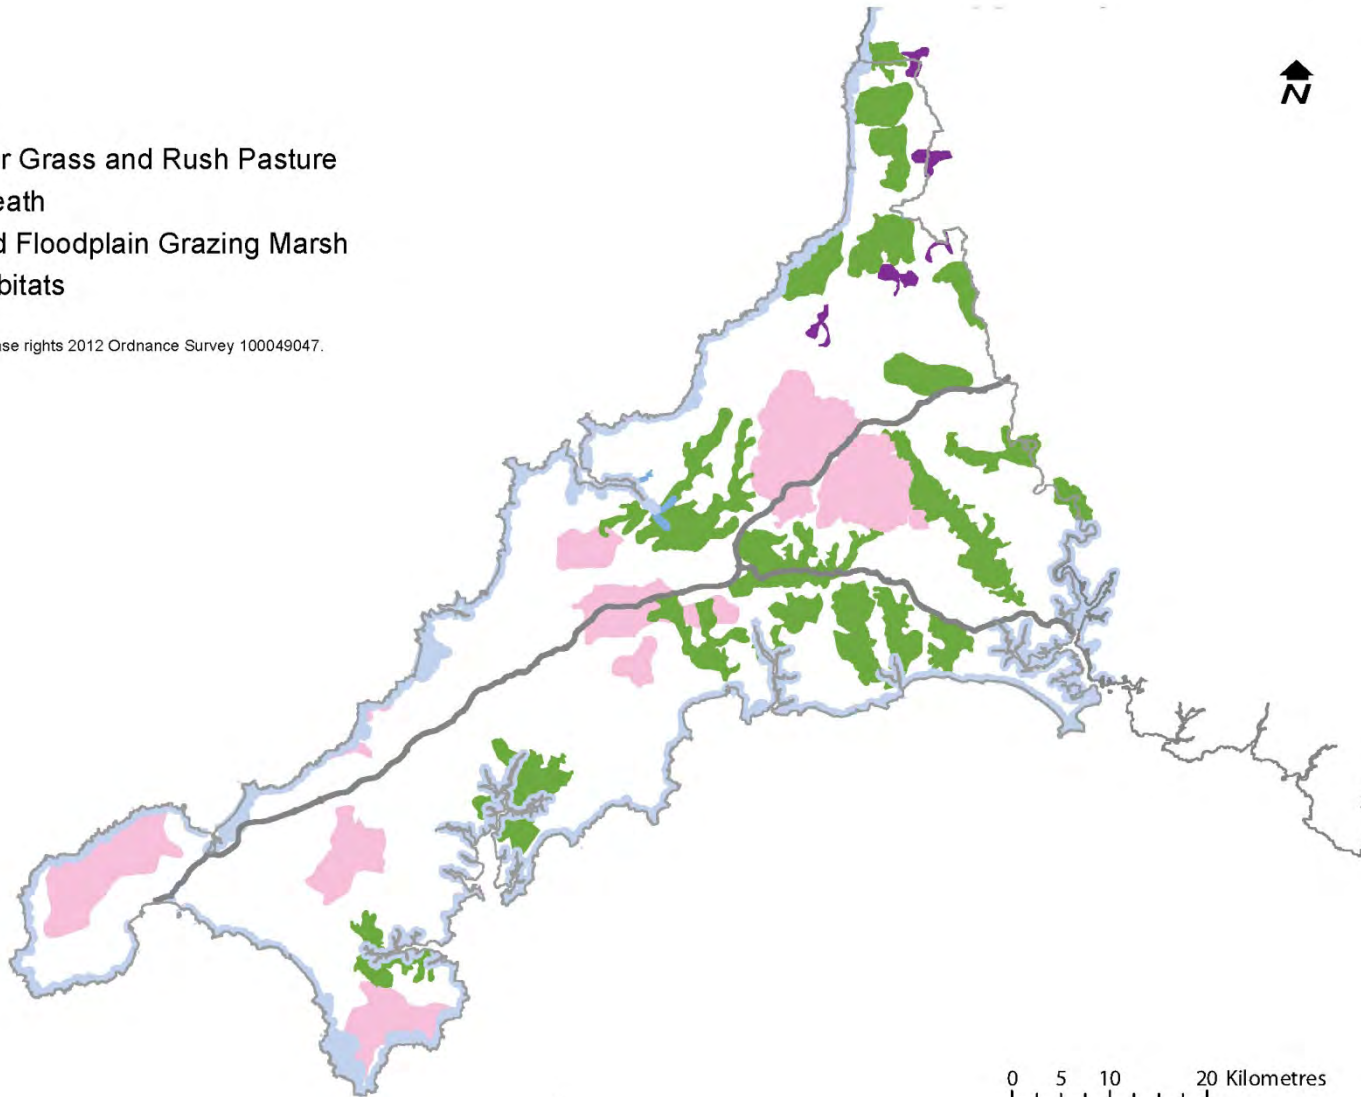 r Grass and Rush Pasture
eath
d Floodplain Grazing Marsh
bitats
ase rights 2012 Ordnance Survey 100049047.
N
0 5 10 20 Kilometres